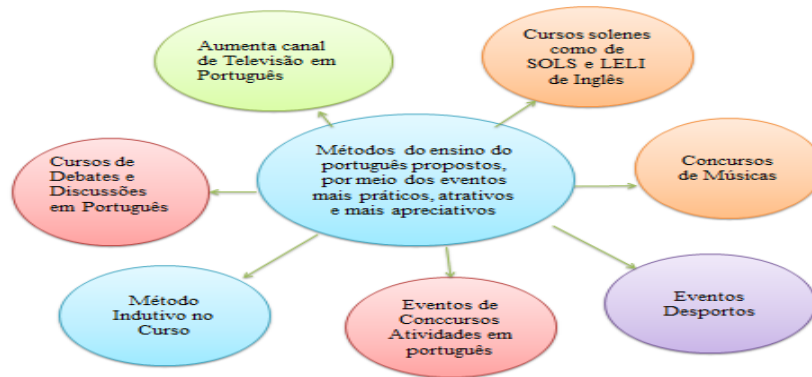 Aumenta canal
de Televisão em
Português
Cursos solenes
como de
SOLS e LELI
de Inglês
Métodos do ensino do
português propostos,
por meio dos eventos
mais práticos, atrativos
e mais apreciativos
Cursos de
Debates e
Discussões
em Português
Concursos
de Músicas
Método
Indutivo no
Curso
Eventos de
Conccursos
Atividades em
português
Eventos
Desportos